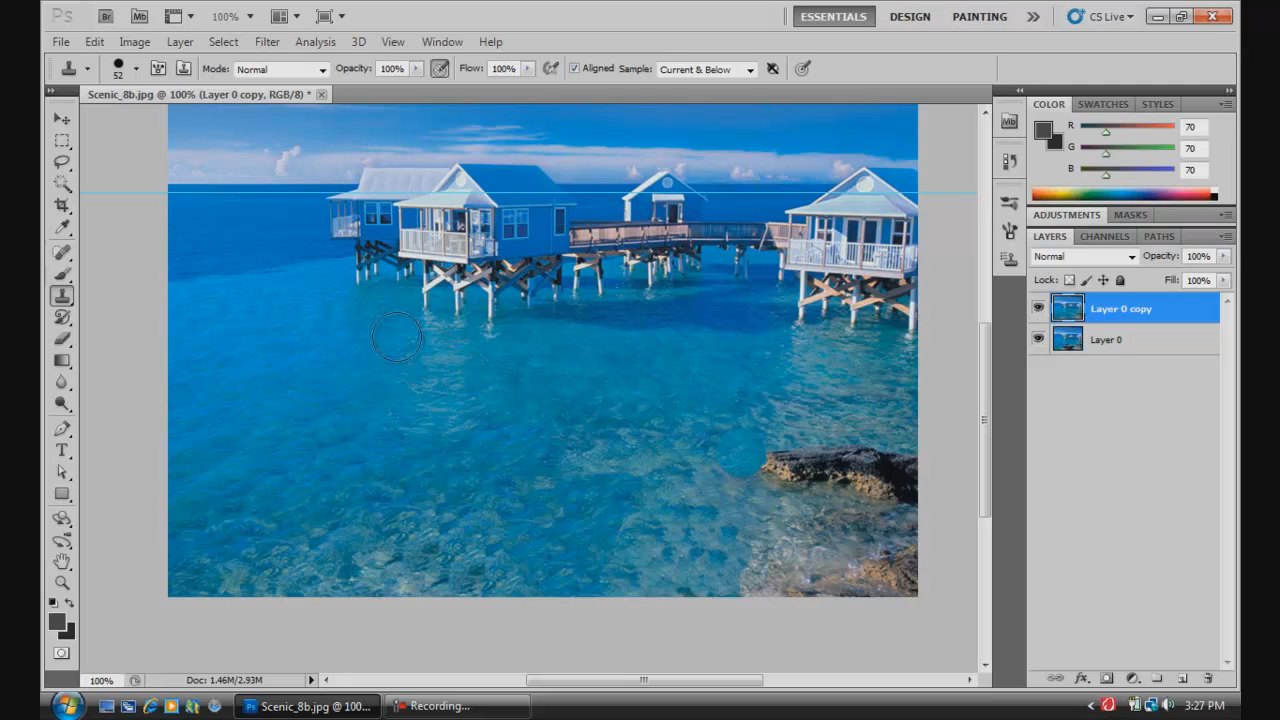 Ps Br Mb 100% ESSENTIALS DESIGN PAINTING CS Live
File Edit Image Layer Select Filter Analysis 3D View Window Help
52 Mode: Normal Opacity: 100% Flow: 100% Aligned Sample: Current & Below
Scenic_8b.jpg @ 100% (Layer 0 copy, RGB/8) *
COLOR SWATCHES STYLES
Mb
R 70
G 70
B 70
ADJUSTMENTS MASKS
LAYERS CHANNELS PATHS
Normal Opacity: 100%
Lock: Fill: 100%
Layer 0 copy
Layer 0
100% Doc: 1.46M/2.93M
Scenic_8b.jpg @ 100... Recording... 3:27 PM